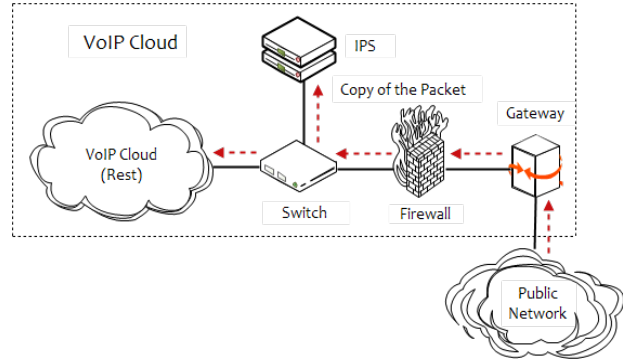 VoIP Cloud
IPS
Copy of the Packet
Gateway
VoIP Cloud
(Rest)
Switch
Firewall
Public
Network